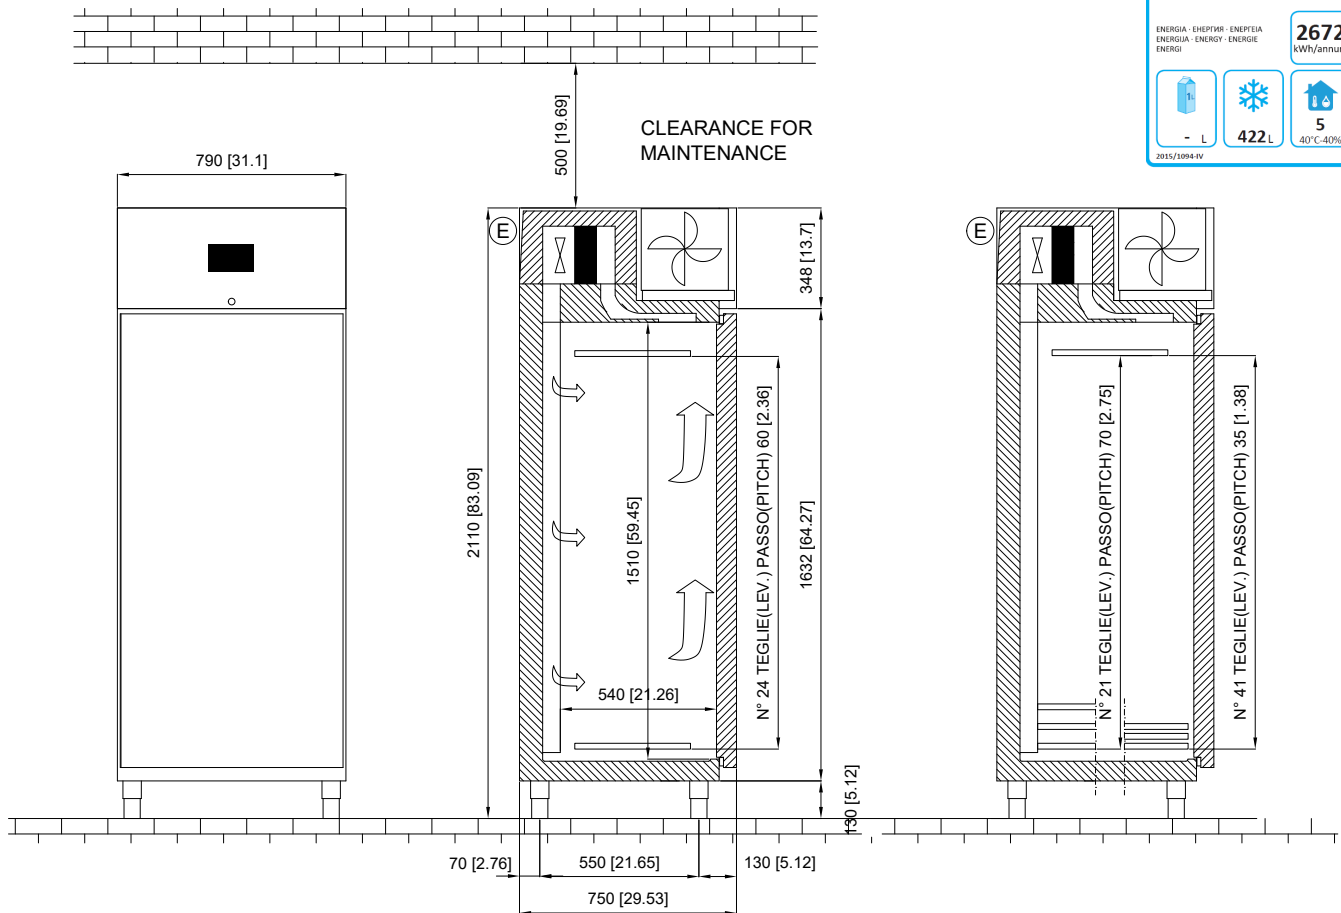 ENERGIA · ЕНЕРГИЯ · ΕΝΕΡΓΕΙΑ
ENERGIJA · ENERGY · ENERGIE
ENERGI
2672
kWh/annum
1L
- L
422 L
5
40°C-40%
2015/1094-IV
500 [19.69]
CLEARANCE FOR
MAINTENANCE
790 [31.1]
E
348 [13.7]
E
2110 [83.09]
1510 [59.45]
540 [21.26]
N° 24 TEGLIE(LEV.) PASSO(PITCH) 60 [2.36]
1632 [64.27]
N° 21 TEGLIE(LEV.) PASSO(PITCH) 70 [2.75]
N° 41 TEGLIE(LEV.) PASSO(PITCH) 35 [1.38]
130 [5.12]
70 [2.76]
550 [21.65]
130 [5.12]
750 [29.53]